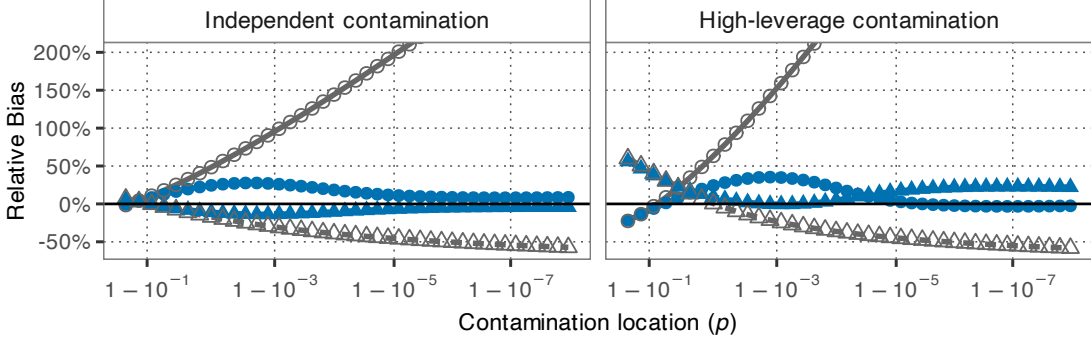 Independent contamination
High-leverage contamination
Relative Bias
200%
150%
100%
50%
0%
-50%
1 − 10⁻¹
1 − 10⁻³
1 − 10⁻⁵
1 − 10⁻⁷
1 − 10⁻¹
1 − 10⁻³
1 − 10⁻⁵
1 − 10⁻⁷
Contamination location (p)